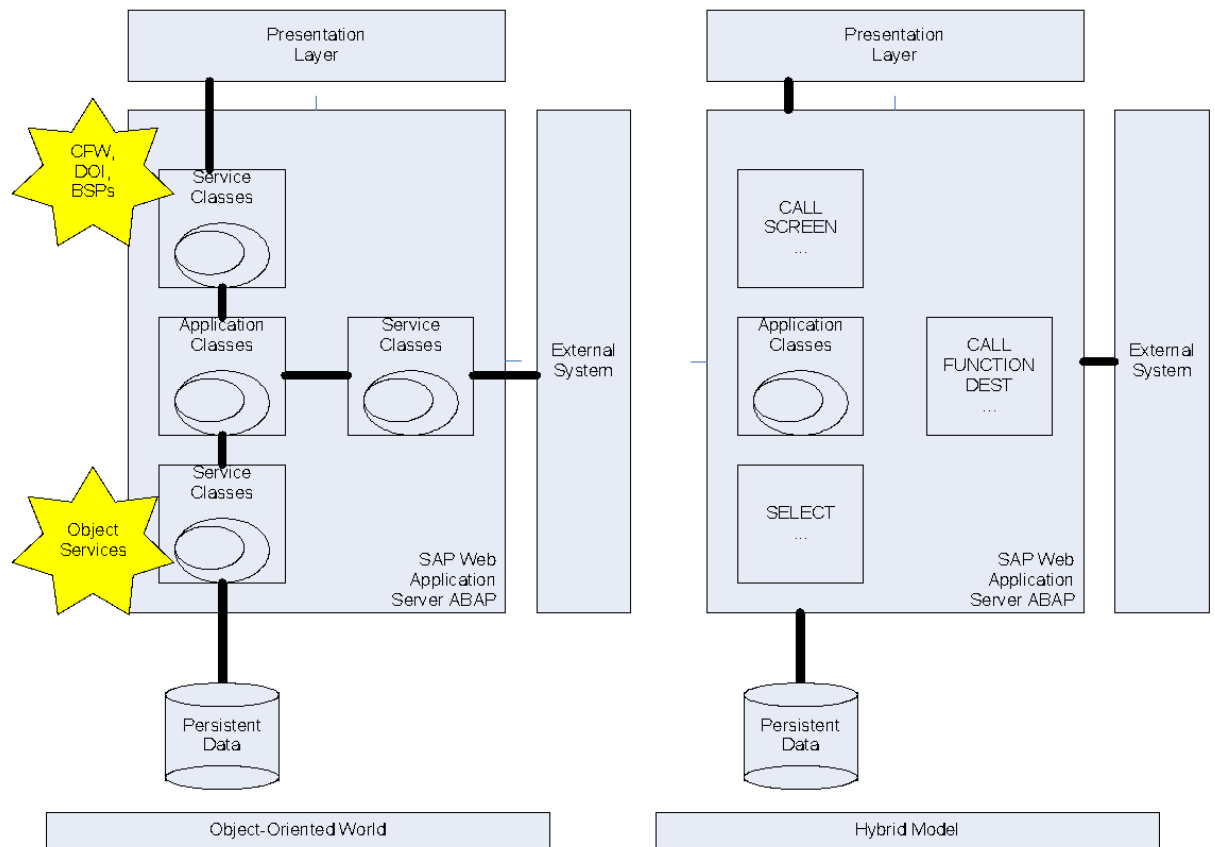 Presentation
Layer
CFW,
DOI,
BSPs
Service
Classes
Application
Classes
Service
Classes
External
System
Object
Services
Service
Classes
SAP Web
Application
Server ABAP
Persistent
Data
Object-Oriented World
Presentation
Layer
CALL
SCREEN
...
Application
Classes
CALL
FUNCTION
DEST
...
External
System
SELECT
...
SAP Web
Application
Server ABAP
Persistent
Data
Hybrid Model